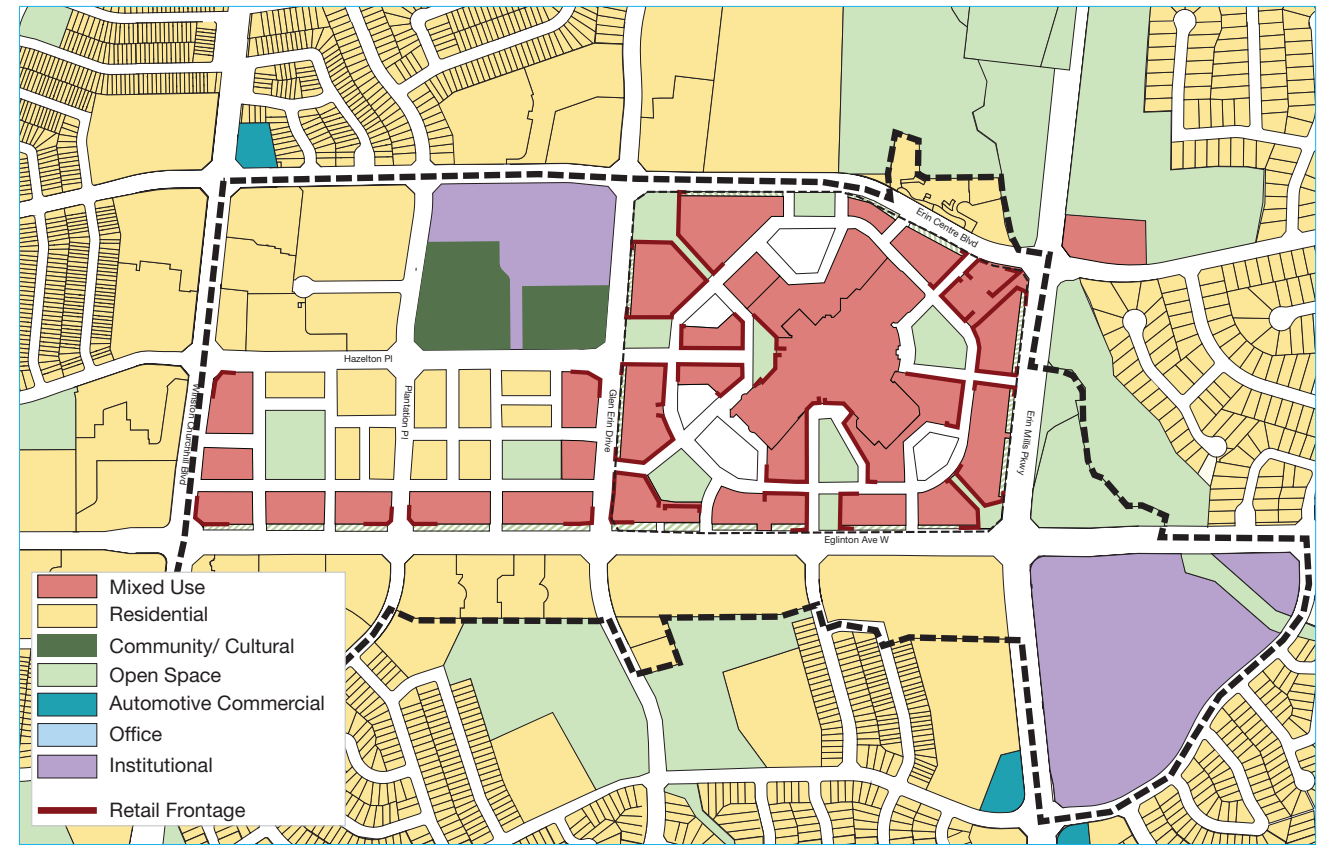 Erin Centre Blvd
Hazelton Pl
Winston Churchill Blvd
Plantation Pl
Glen Erin Drive
Erin Mills Pkwy
Eglinton Ave W
Mixed Use
Residential
Community/ Cultural
Open Space
Automotive Commercial
Office
Institutional
Retail Frontage